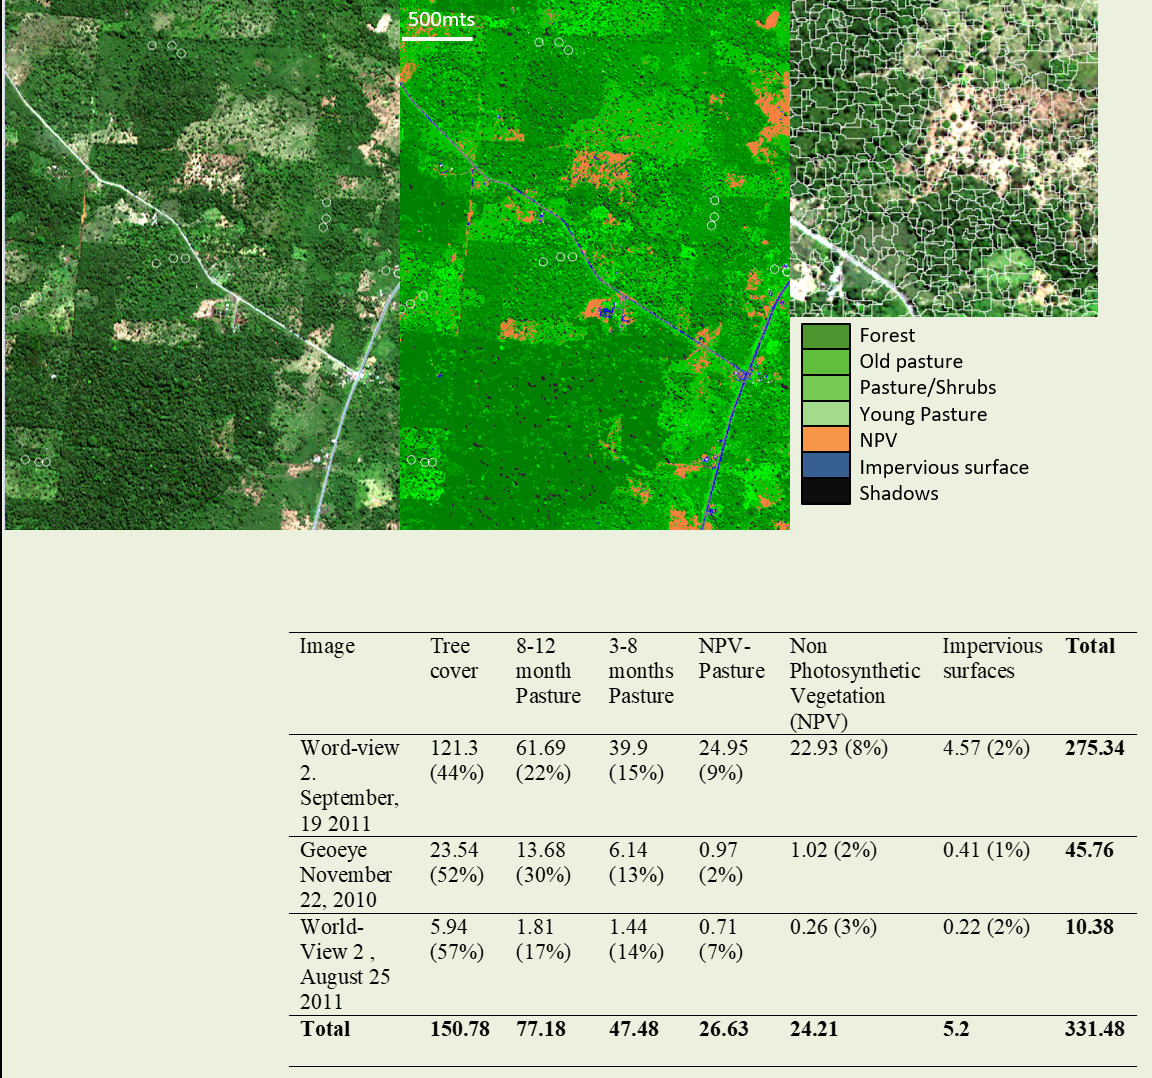 500mts
Forest
Old pasture
Pasture/Shrubs
Young Pasture
NPV
Impervious surface
Shadows
Image Tree cover 8-12 month Pasture 3-8 months Pasture NPV-Pasture Non Photosynthetic Vegetation (NPV) Impervious surfaces Total
Word-view 2. September, 19 2011 121.3 (44%) 61.69 (22%) 39.9 (15%) 24.95 (9%) 22.93 (8%) 4.57 (2%) 275.34
Geoeye November 22, 2010 23.54 (52%) 13.68 (30%) 6.14 (13%) 0.97 (2%) 1.02 (2%) 0.41 (1%) 45.76
World-View 2 , August 25 2011 5.94 (57%) 1.81 (17%) 1.44 (14%) 0.71 (7%) 0.26 (3%) 0.22 (2%) 10.38
Total 150.78 77.18 47.48 26.63 24.21 5.2 331.48